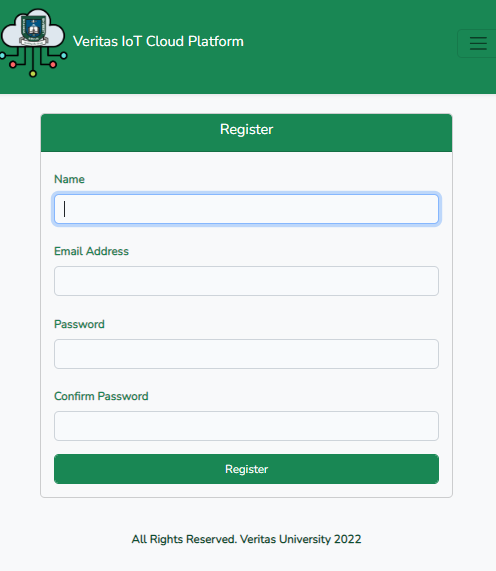 Veritas IoT Cloud Platform
Register
Name
Email Address
Password
Confirm Password
Register
All Rights Reserved. Veritas University 2022